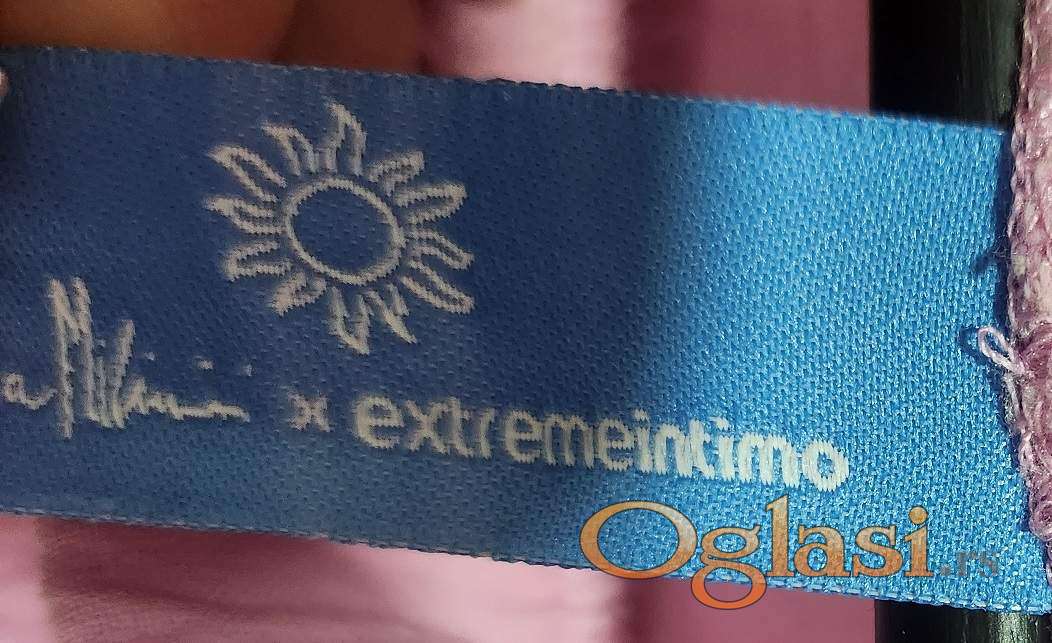 x extremeintimo
Oglasi.rs